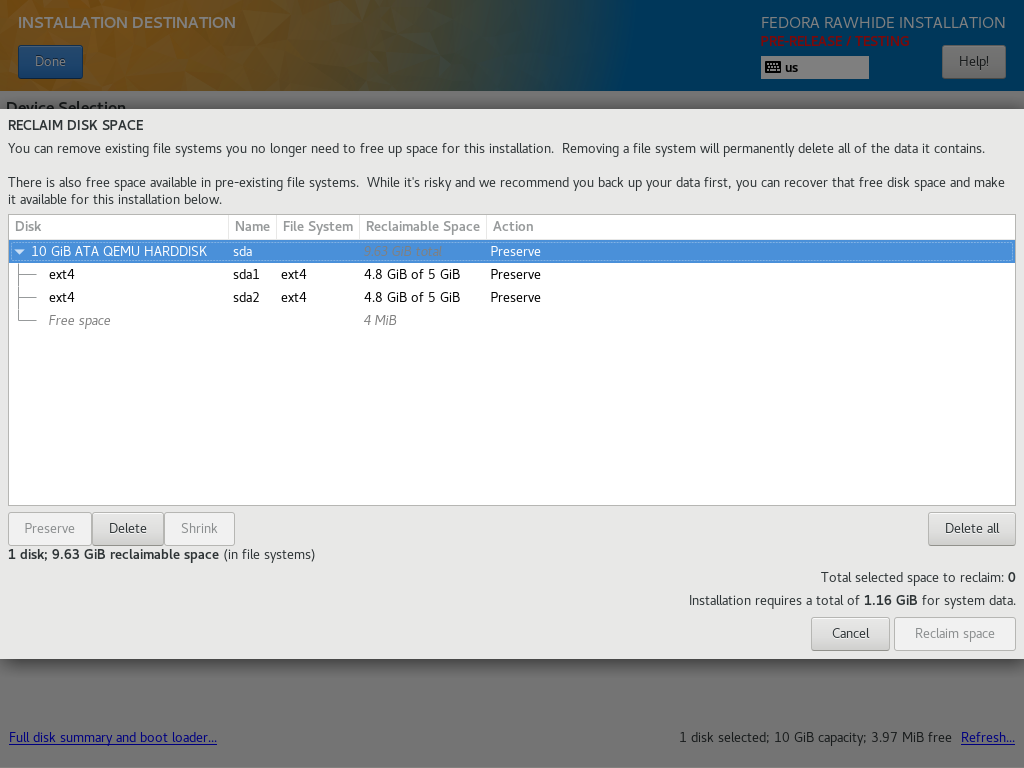 INSTALLATION DESTINATION
FEDORA RAWHIDE INSTALLATION
PRE-RELEASE / TESTING
Done
us
Help!
Device Selection
RECLAIM DISK SPACE
You can remove existing file systems you no longer need to free up space for this installation.  Removing a file system will permanently delete all of the data it contains.
There is also free space available in pre-existing file systems.  While it's risky and we recommend you back up your data first, you can recover that free disk space and make
it available for this installation below.
Disk Name File System Reclaimable Space Action
10 GiB ATA QEMU HARDDISK sda Preserve
ext4 sda1 ext4 4.8 GiB of 5 GiB Preserve
ext4 sda2 ext4 4.8 GiB of 5 GiB Preserve
Free space 4 MiB
Preserve Delete Shrink Delete all
1 disk; 9.63 GiB reclaimable space (in file systems)
Total selected space to reclaim: 0
Installation requires a total of 1.16 GiB for system data.
Cancel Reclaim space
Full disk summary and boot loader... 1 disk selected; 10 GiB capacity; 3.97 MiB free Refresh...